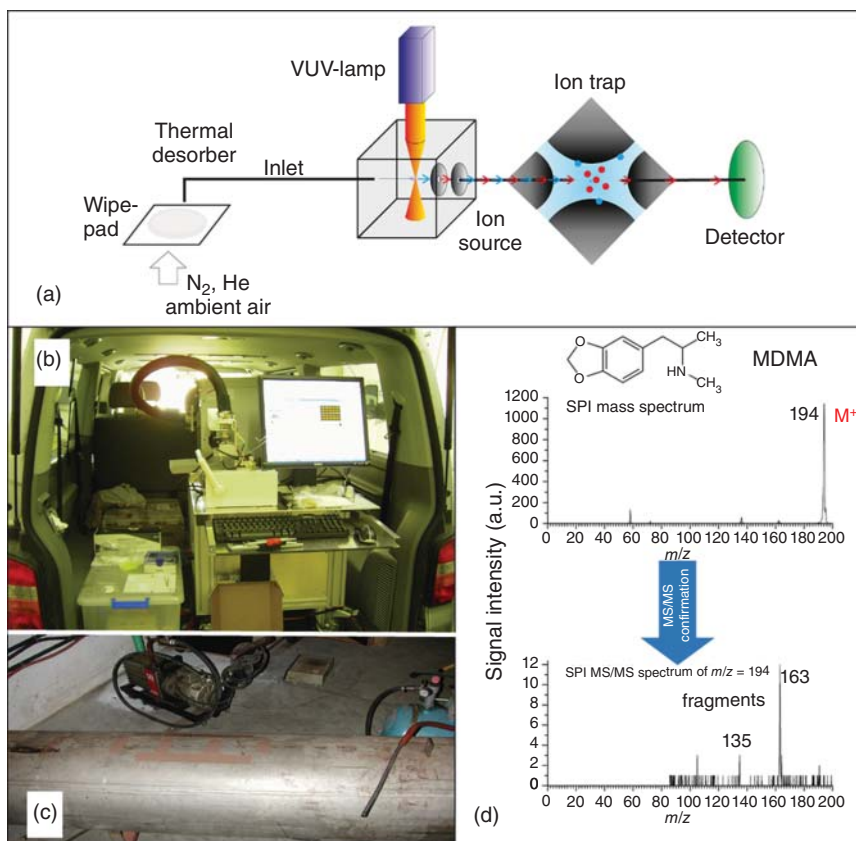 VUV-lamp
Ion trap
Thermal
desorber
Inlet
Wipe-
pad
Ion
source
Detector
N₂, He
ambient air
(a)
(b)
(c)
CH₃
O
O
HN
CH₃
MDMA
SPI mass spectrum
194
M⁺
1200
1000
800
600
400
200
0
0 20 40 60 80 100 120 140 160 180 200
m/z
Signal intensity (a.u.)
MS/MS
confirmation
12
10
8
6
4
2
0
SPI MS/MS spectrum of m/z = 194
fragments
163
135
0 20 40 60 80 100 120 140 160 180 200
m/z
(d)